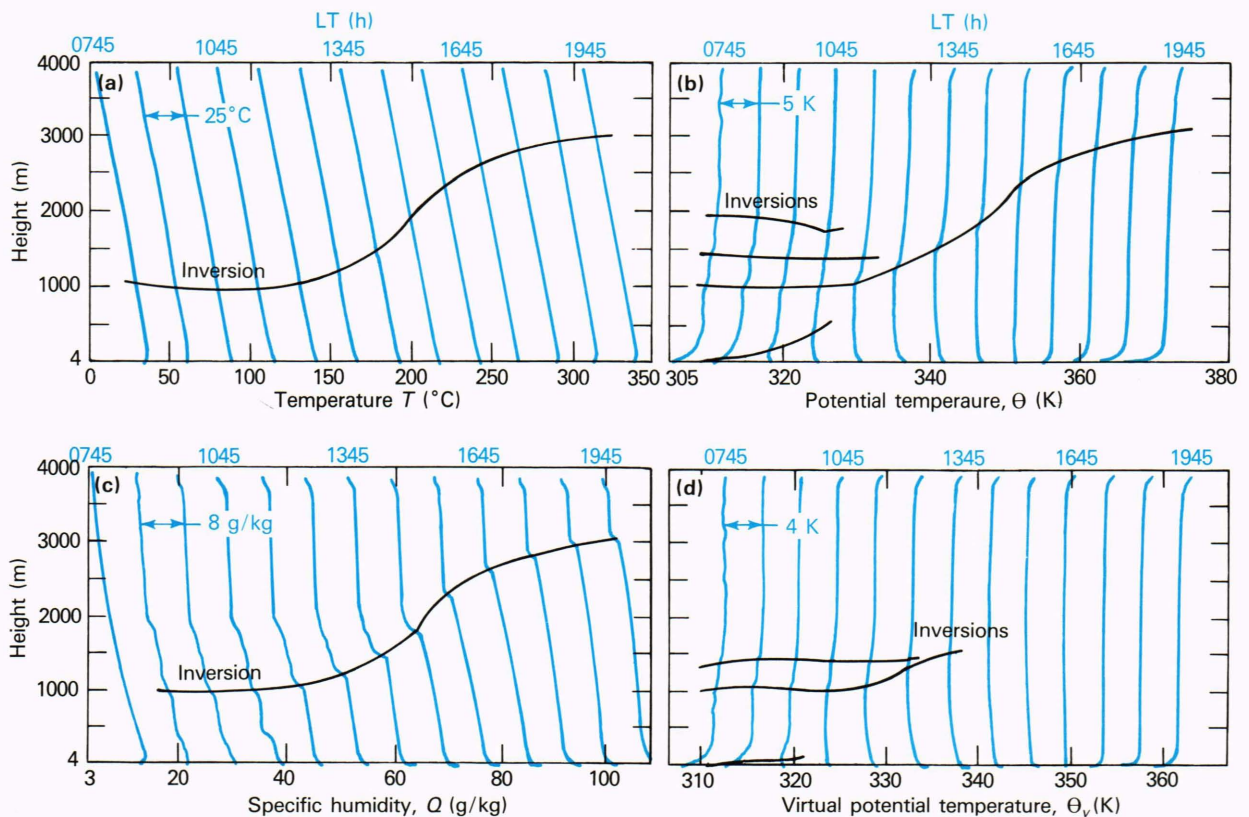 LT (h)
0745 1045 1345 1645 1945
4000
(a)
25°C
3000
2000
Inversion
1000
4
Height (m)
0 50 100 150 200 250 300 350
Temperature T (°C)
LT (h)
0745 1045 1345 1645 1945
(b)
5 K
Inversions
305 320 340 360 380
Potential temperaure, Θ (K)
0745 1045 1345 1645 1945
4000
(c)
8 g/kg
3000
2000
Inversion
1000
4
Height (m)
3 20 40 60 80 100
Specific humidity, Q (g/kg)
0745 1045 1345 1645 1945
(d)
4 K
Inversions
310 320 330 340 350 360
Virtual potential temperature, Θv(K)